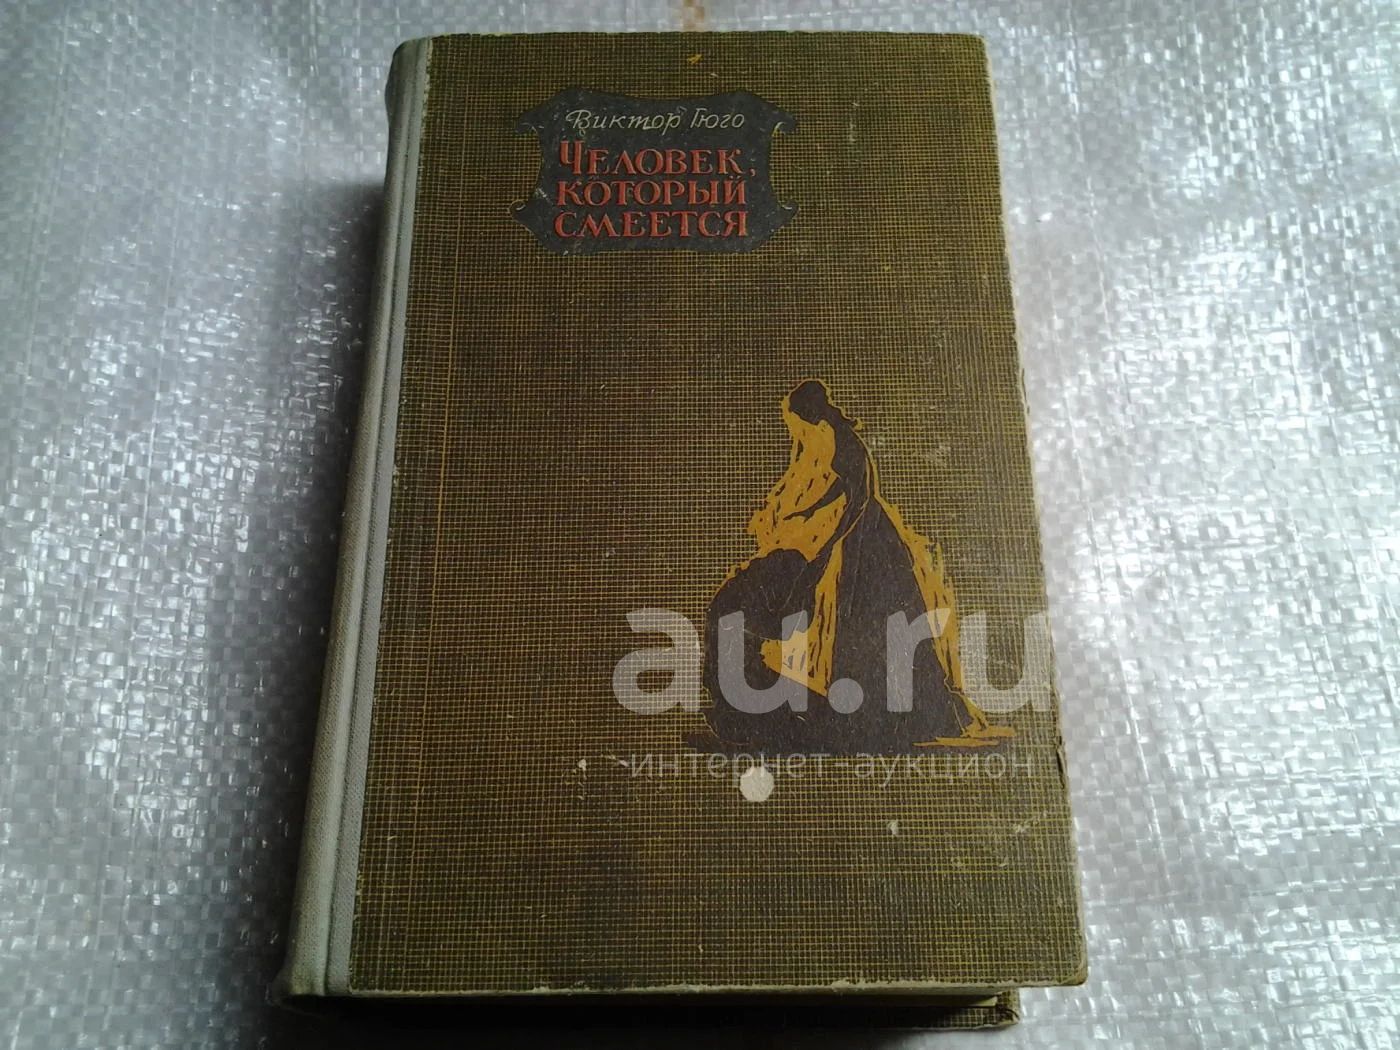 Виктор Гюго
ЧЕЛОВЕК,
КОТОРЫЙ
СМЕЕТСЯ
au.ru
интернет-аукцион